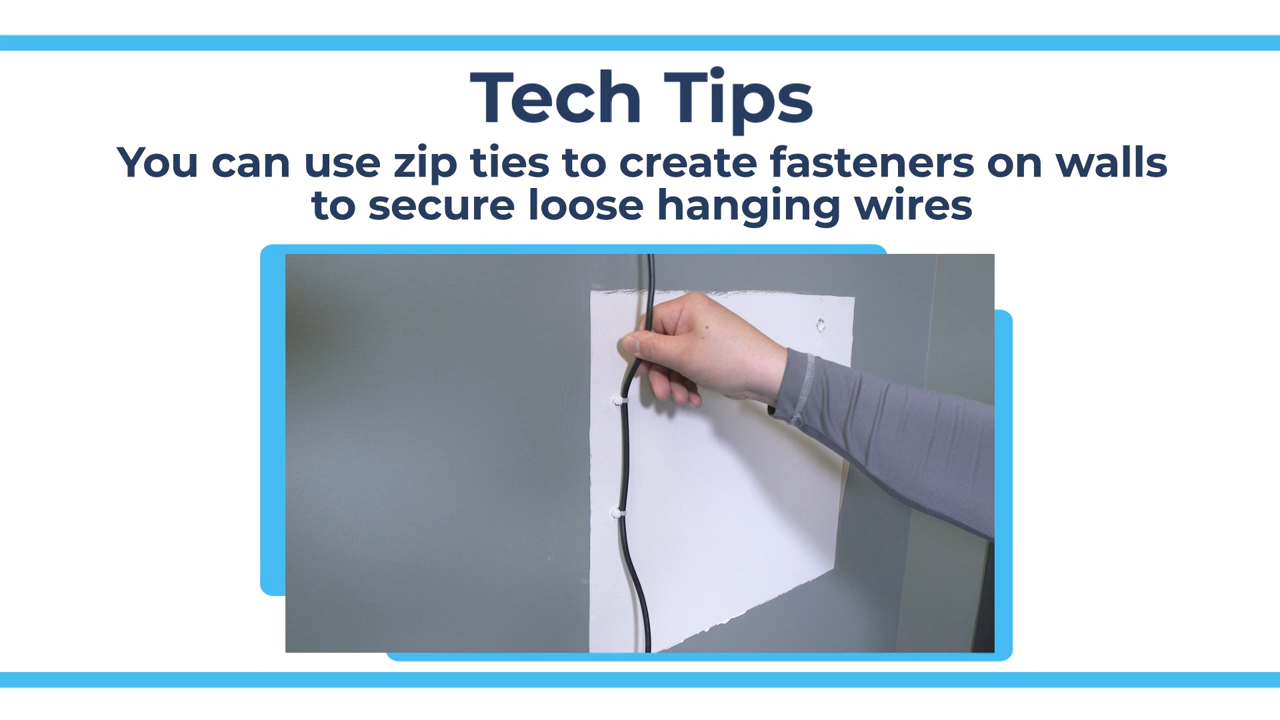 Tech Tips
You can use zip ties to create fasteners on walls
to secure loose hanging wires